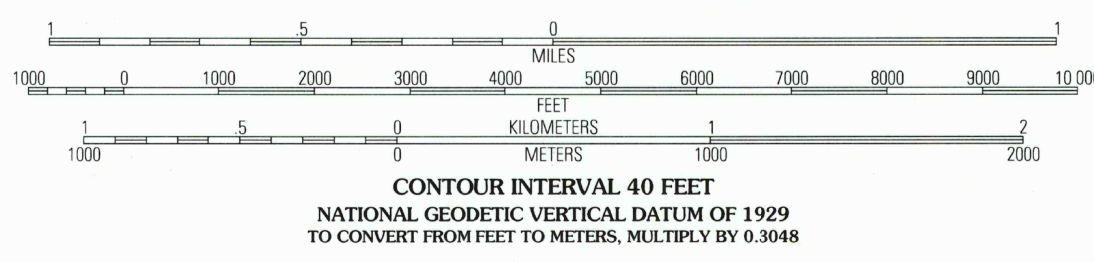 1 .5 0 1
MILES
1000 0 1000 2000 3000 4000 5000 6000 7000 8000 9000 10 000
FEET
1 .5 0 KILOMETERS 1 2
1000 0 METERS 1000 2000
CONTOUR INTERVAL 40 FEET
NATIONAL GEODETIC VERTICAL DATUM OF 1929
TO CONVERT FROM FEET TO METERS, MULTIPLY BY 0.3048